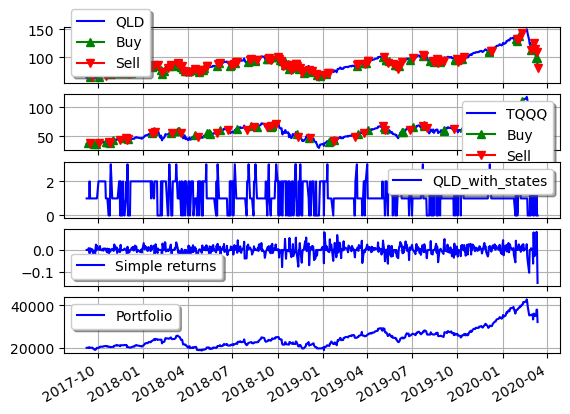 QLD
Buy
Sell
150
100
TQQQ
Buy
Sell
100
50
QLD_with_states
2
0
Simple returns
0.0
−0.1
Portfolio
40000
20000
2017-10
2018-01
2018-04
2018-07
2018-10
2019-01
2019-04
2019-07
2019-10
2020-01
2020-04